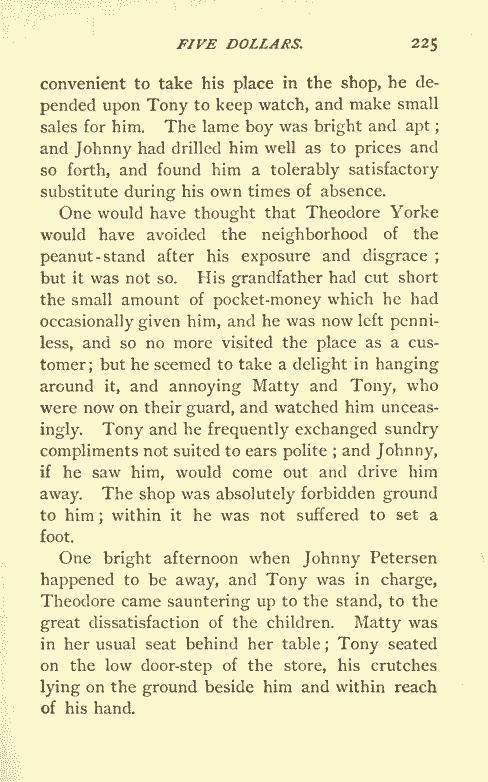 FIVE DOLLARS. 225
convenient to take his place in the shop, he de-
pended upon Tony to keep watch, and make small
sales for him. The lame boy was bright and apt ;
and Johnny had drilled him well as to prices and
so forth, and found him a tolerably satisfactory
substitute during his own times of absence.
One would have thought that Theodore Yorke
would have avoided the neighborhood of the
peanut-stand after his exposure and disgrace ;
but it was not so. His grandfather had cut short
the small amount of pocket-money which he had
occasionally given him, and he was now left penni-
less, and so no more visited the place as a cus-
tomer; but he seemed to take a delight in hanging
around it, and annoying Matty and Tony, who
were now on their guard, and watched him unceas-
ingly. Tony and he frequently exchanged sundry
compliments not suited to ears polite ; and Johnny,
if he saw him, would come out and drive him
away. The shop was absolutely forbidden ground
to him ; within it he was not suffered to set a
foot.
One bright afternoon when Johnny Petersen
happened to be away, and Tony was in charge,
Theodore came sauntering up to the stand, to the
great dissatisfaction of the children. Matty was
in her usual seat behind her table ; Tony seated
on the low door-step of the store, his crutches
lying on the ground beside him and within reach
of his hand.